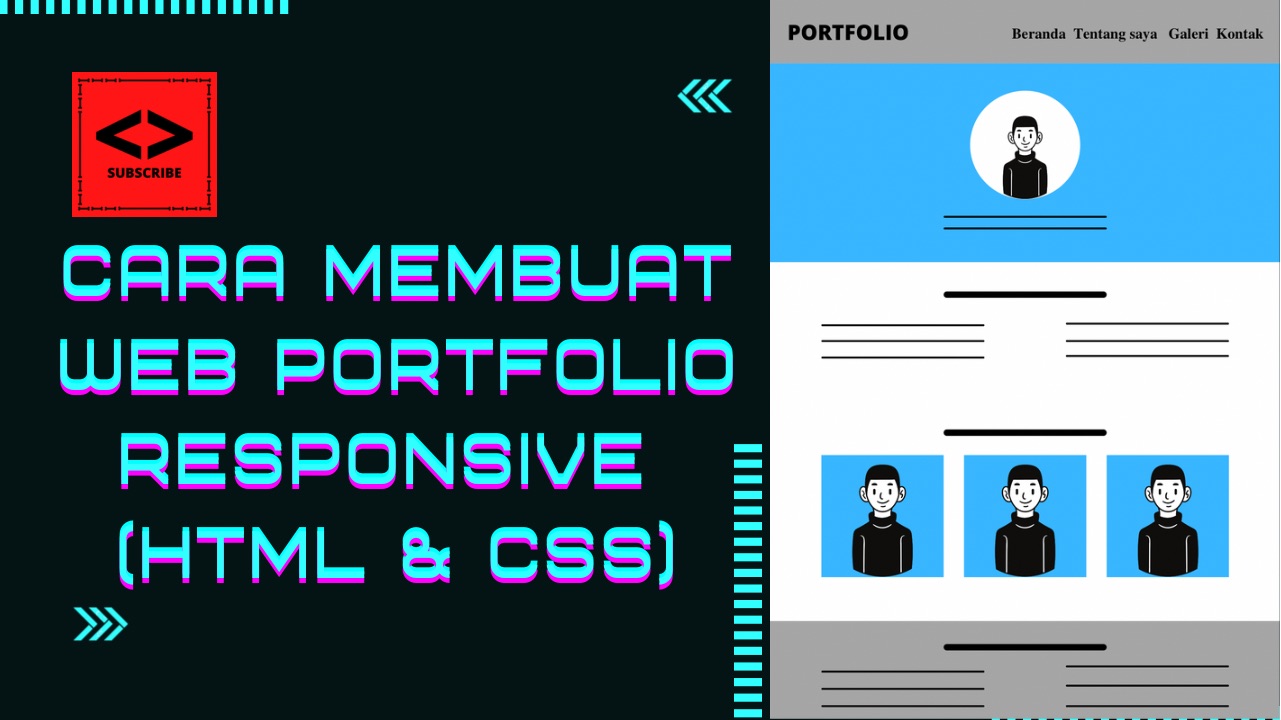 SUBSCRIBE
CARA MEMBUAT
WEB PORTFOLIO
RESPONSIVE
(HTML & CSS)
PORTFOLIO
Beranda Tentang saya Galeri Kontak